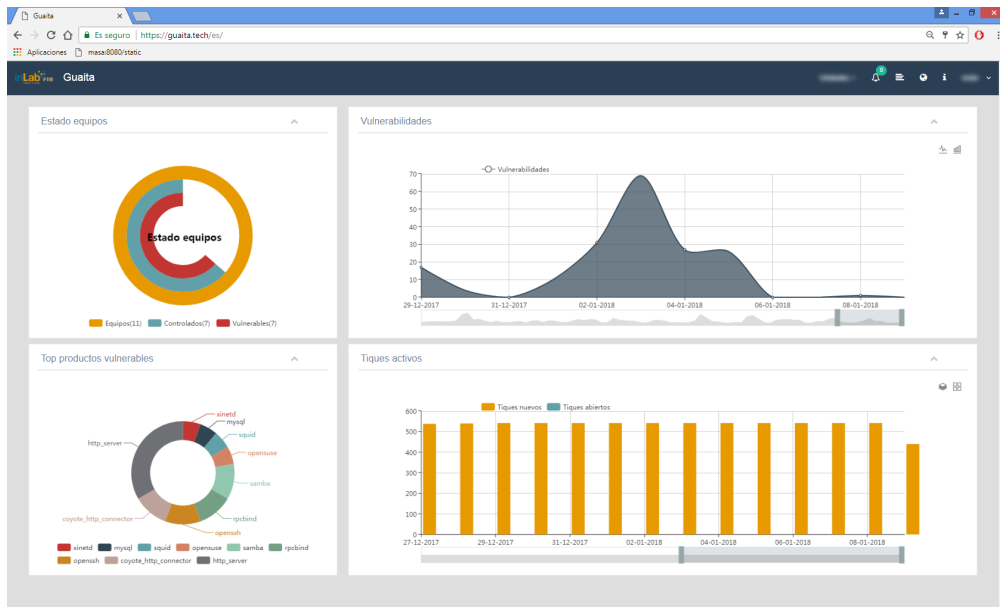 Guaita
Es seguro | https://guaita.tech/es/
Aplicaciones masai8080/static
inLab FIB Guaita
0
Estado equipos
Estado equipos
Equipos(11) Controlados(7) Vulnerables(7)
Vulnerabilidades
Vulnerabilidades
70
60
50
40
30
20
10
0
29-12-2017 31-12-2017 02-01-2018 04-01-2018 06-01-2018 08-01-2018
Top productos vulnerables
xinetd
mysql
squid
opensuse
samba
rpcbind
openssh
coyote_http_connector
http_server
xinetd mysql squid opensuse samba rpcbind
openssh coyote_http_connector http_server
Tiques activos
Tiques nuevos Tiques abiertos
600
500
400
300
200
100
0
27-12-2017 29-12-2017 31-12-2017 02-01-2018 04-01-2018 06-01-2018 08-01-2018